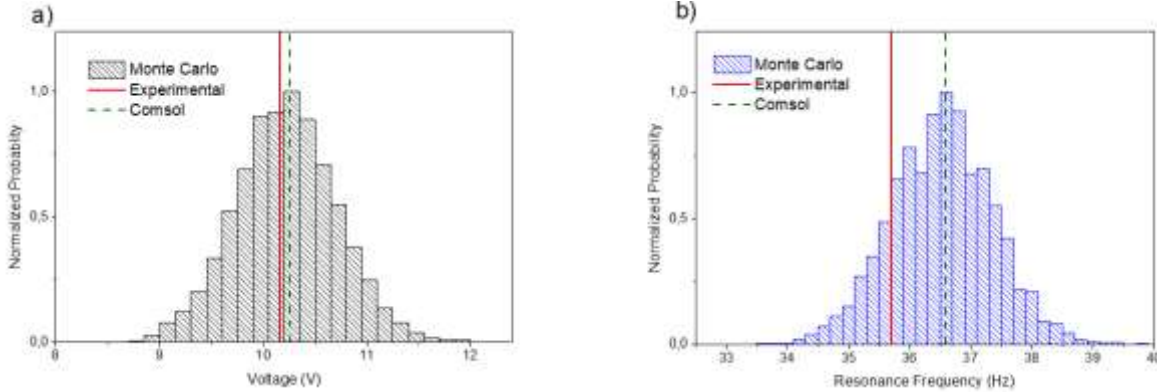 a)
Monte Carlo
Experimental
Comsol
1,0
0,5
0,0
Normalized Probablity
8 9 10 11 12
Voltage (V)
b)
Monte Carlo
Experimental
Comsol
1,0
0,5
0,0
Normalized Probability
33 34 35 36 37 38 39 40
Resonance Frequency (Hz)